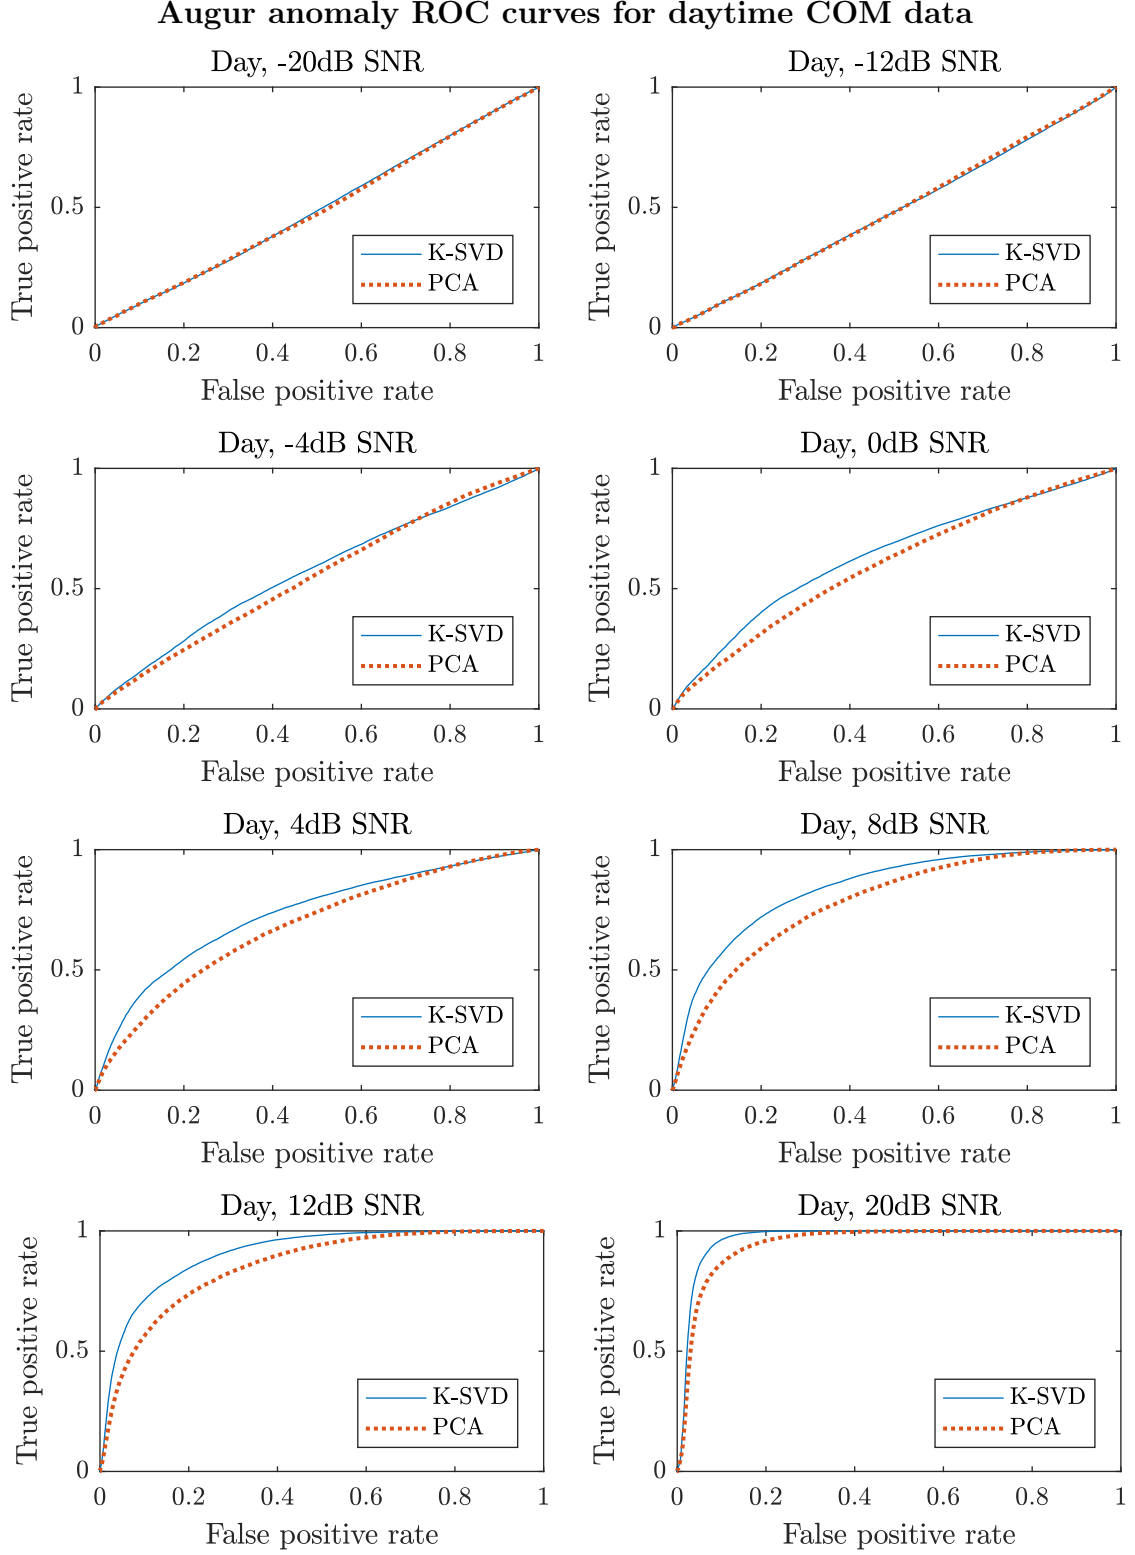 Augur anomaly ROC curves for daytime COM data
Day, -20dB SNR
True positive rate
1
0.5
0
K-SVD
PCA
0 0.2 0.4 0.6 0.8 1
False positive rate
Day, -12dB SNR
True positive rate
1
0.5
0
K-SVD
PCA
0 0.2 0.4 0.6 0.8 1
False positive rate
Day, -4dB SNR
True positive rate
1
0.5
0
K-SVD
PCA
0 0.2 0.4 0.6 0.8 1
False positive rate
Day, 0dB SNR
True positive rate
1
0.5
0
K-SVD
PCA
0 0.2 0.4 0.6 0.8 1
False positive rate
Day, 4dB SNR
True positive rate
1
0.5
0
K-SVD
PCA
0 0.2 0.4 0.6 0.8 1
False positive rate
Day, 8dB SNR
True positive rate
1
0.5
0
K-SVD
PCA
0 0.2 0.4 0.6 0.8 1
False positive rate
Day, 12dB SNR
True positive rate
1
0.5
0
K-SVD
PCA
0 0.2 0.4 0.6 0.8 1
False positive rate
Day, 20dB SNR
True positive rate
1
0.5
0
K-SVD
PCA
0 0.2 0.4 0.6 0.8 1
False positive rate